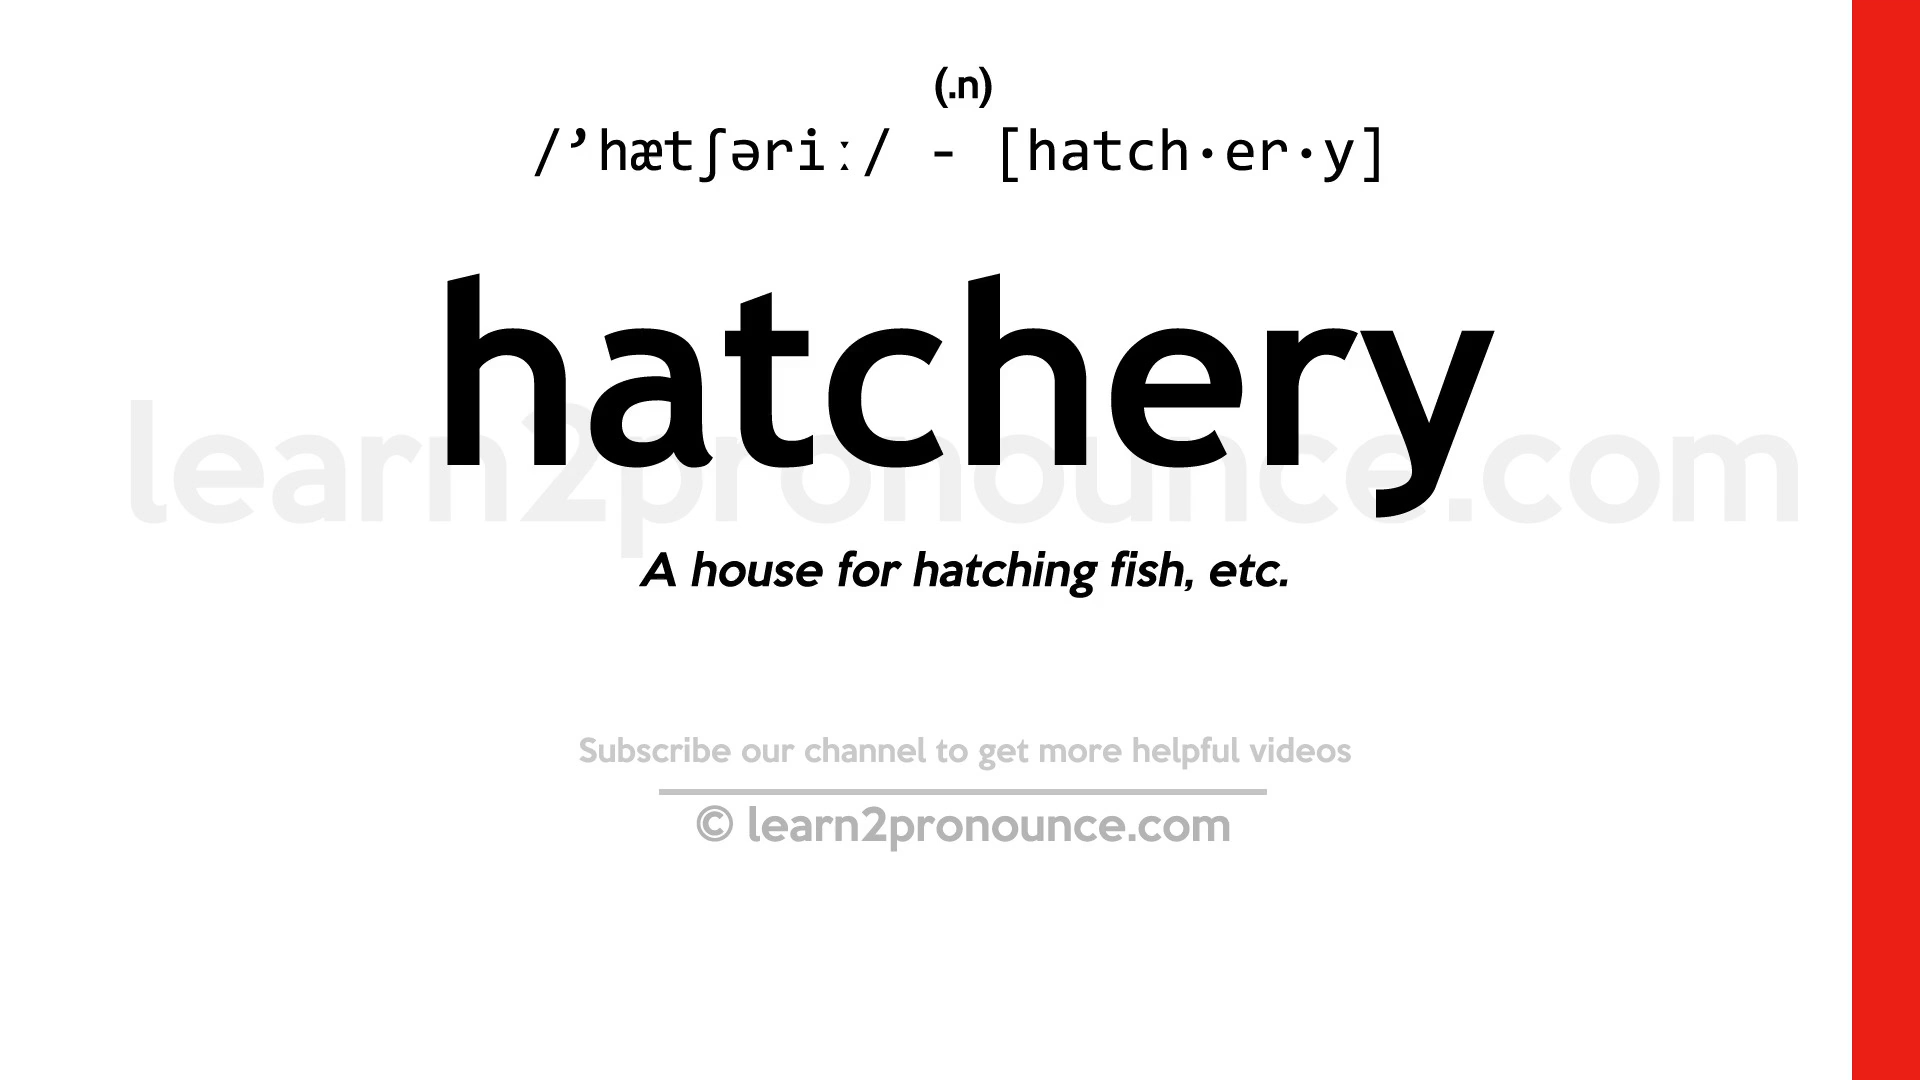 (.n)
/’hætʃəriː/ - [hatch·er·y]
hatchery
learn2pronounce.com
A house for hatching fish, etc.
Subscribe our channel to get more helpful videos
© learn2pronounce.com